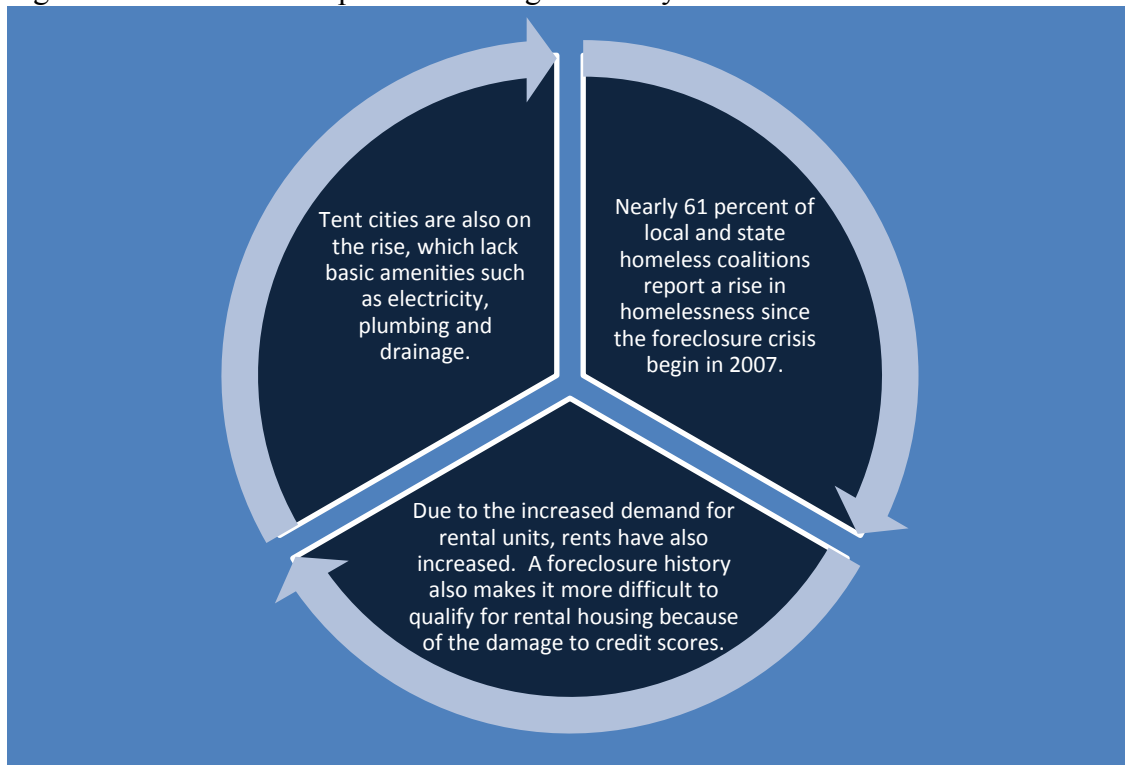 Nearly 61 percent of
local and state
homeless coalitions
report a rise in
homelessness since
the foreclosure crisis
begin in 2007.
Due to the increased demand for
rental units, rents have also
increased.  A foreclosure history
also makes it more difficult to
qualify for rental housing because
of the damage to credit scores.
Tent cities are also on
the rise, which lack
basic amenities such
as electricity,
plumbing and
drainage.